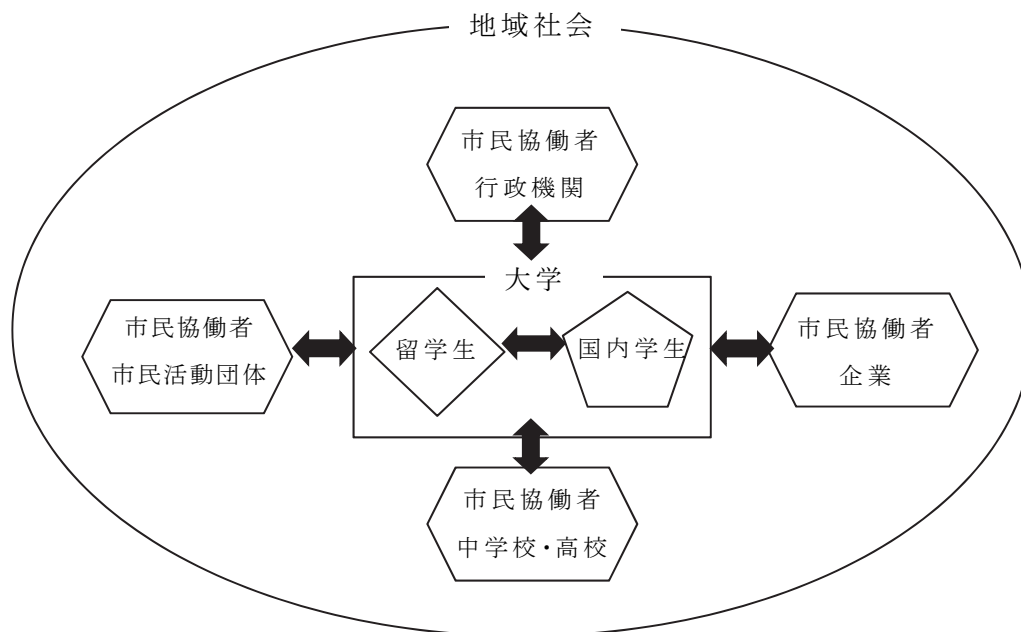 地域社会
市民協働者
行政機関
大学
市民協働者
市民活動団体
留学生
国内学生
市民協働者
企業
市民協働者
中学校・高校